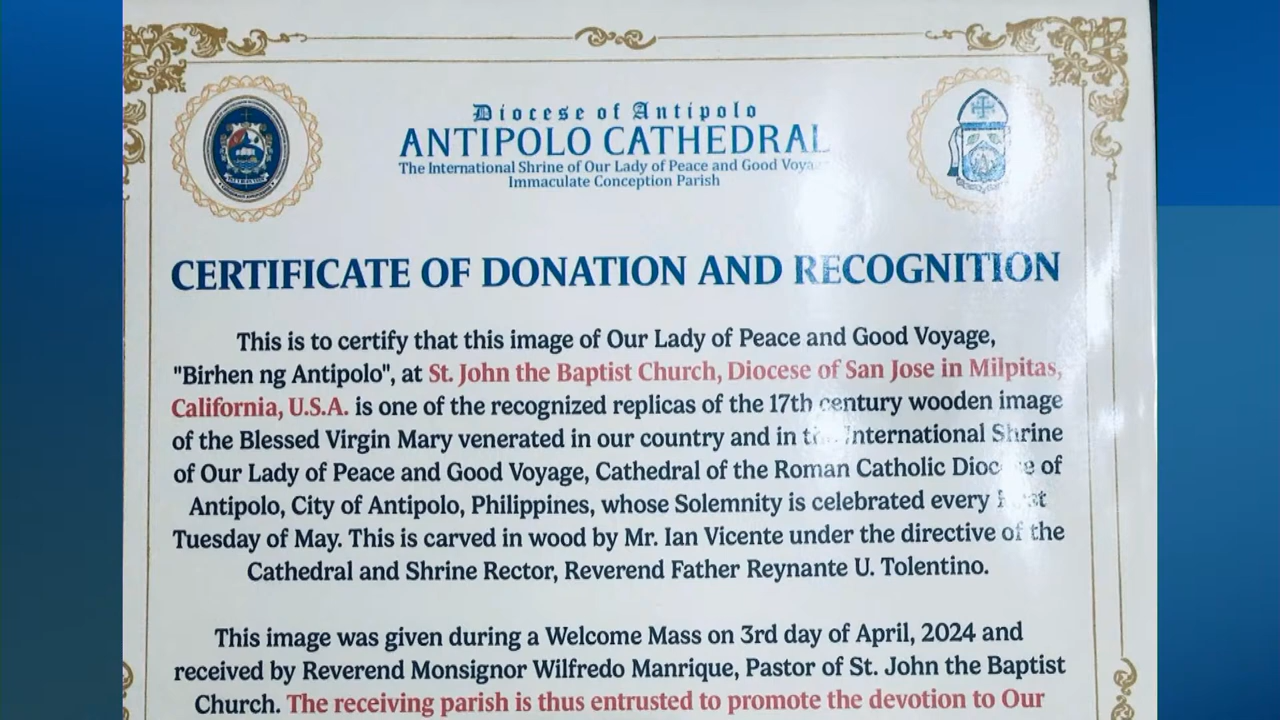 Diocese of Antipolo
ANTIPOLO CATHEDRAL
The International Shrine of Our Lady of Peace and Good
Immaculate Conception Parish
CERTIFICATE OF DONATION AND RECOGNITION
This is to certify that this image of Our Lady of Peace and Good Voyage,
"Birhen ng Antipolo", at St. John the Baptist Church, Diocese of San Jose in Milpitas,
California, U.S.A. is one of the recognized replicas of the 17th century wooden image
of the Blessed Virgin Mary venerated in our country and in International Shrine
of Our Lady of Peace and Good Voyage, Cathedral of the Roman Catholic of
Antipolo, City of Antipolo, Philippines, whose Solemnity is celebrated every
Tuesday of May. This is carved in wood by Mr. Ian Vicente under the directive of the
Cathedral and Shrine Rector, Reverend Father Reynante U. Tolentino.
This image was given during a Welcome Mass on 3rd day of April, 2024 and
received by Reverend Monsignor Wilfredo Manrique, Pastor of St. John the Baptist
Church. The receiving parish is thus entrusted to promote the devotion to Our